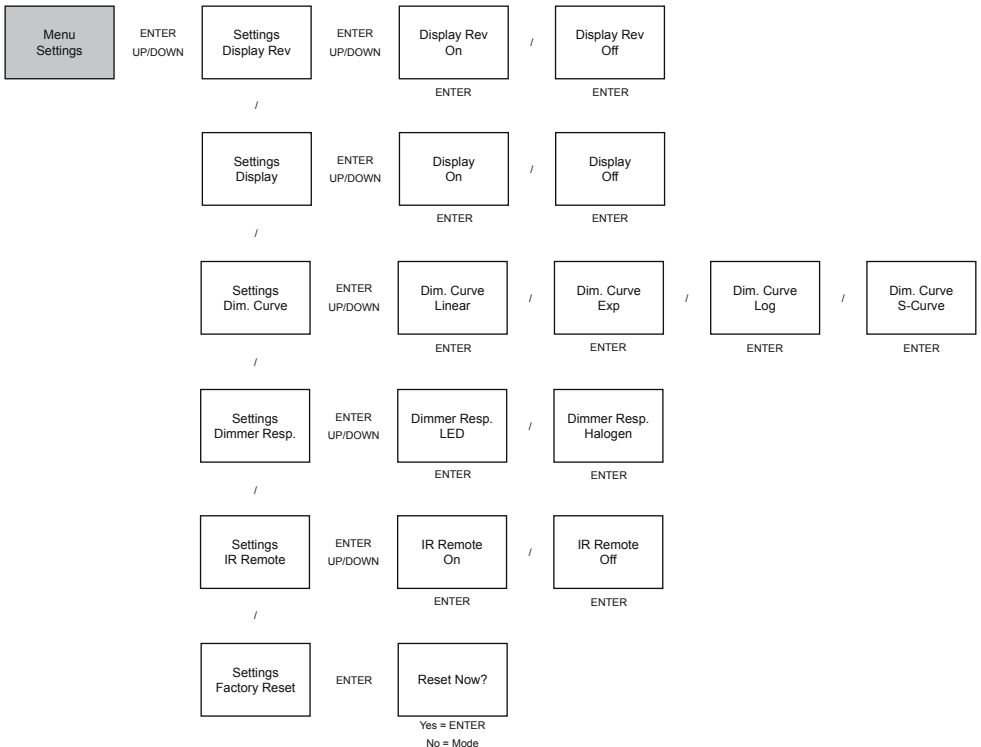 Menu
Settings
ENTER
UP/DOWN
Settings
Display Rev
ENTER
UP/DOWN
Display Rev
On
/
Display Rev
Off
ENTER
ENTER
/
Settings
Display
ENTER
UP/DOWN
Display
On
/
Display
Off
ENTER
ENTER
/
Settings
Dim. Curve
ENTER
UP/DOWN
Dim. Curve
Linear
/
Dim. Curve
Exp
/
Dim. Curve
Log
/
Dim. Curve
S-Curve
ENTER
ENTER
ENTER
ENTER
/
Settings
Dimmer Resp.
ENTER
UP/DOWN
Dimmer Resp.
LED
/
Dimmer Resp.
Halogen
ENTER
ENTER
/
Settings
IR Remote
ENTER
UP/DOWN
IR Remote
On
/
IR Remote
Off
ENTER
ENTER
/
Settings
Factory Reset
ENTER
Reset Now?
Yes = ENTER
No = Mode